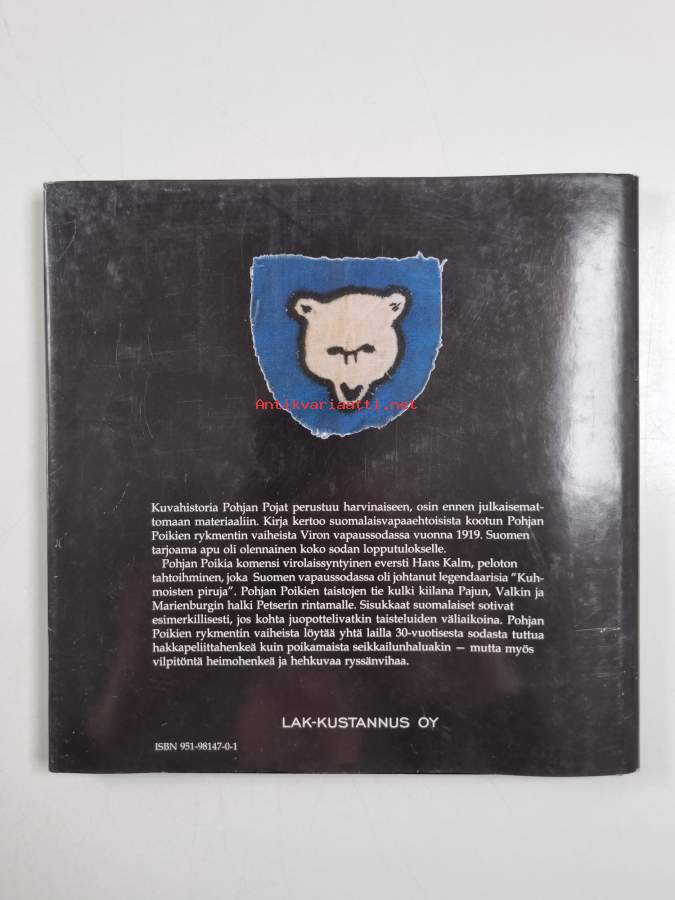 Antikvariaatti.net
Kuvahistoria Pohjan Pojat perustuu harvinaiseen, osin ennen julkaisemat-
tomaan materiaaliin. Kirja kertoo suomalaisvapaaehtoisista kootun Pohjan
Poikien rykmentin vaiheista Viron vapaussodassa vuonna 1919. Suomen
tarjoama apu oli olennainen koko sodan lopputulokselle.
Pohjan Poikia komensi virolaissyntyinen eversti Hans Kalm, peloton
tahtoihminen, joka Suomen vapaussodassa oli johtanut legendaarisia "Kuh-
moisten piruja". Pohjan Poikien taistojen tie kulki kiilana Pajun, Valkin ja
Marienburgin halki Petserin rintamalle. Sisukkaat suomalaiset sotivat
esimerkillisesti, jos kohta juopottelivatkin taisteluiden väliaikoina. Pohjan
Poikien rykmentin vaiheista löytää yhtä lailla 30-vuotisesta sodasta tuttua
hakkapeliittahenkeä kuin poikamaista seikkailunhaluakin — mutta myös
vilpitöntä heimohenkeä ja hehkuvaa ryssänvihaa.
LAK-KUSTANNUS OY
ISBN 951-98147-0-1